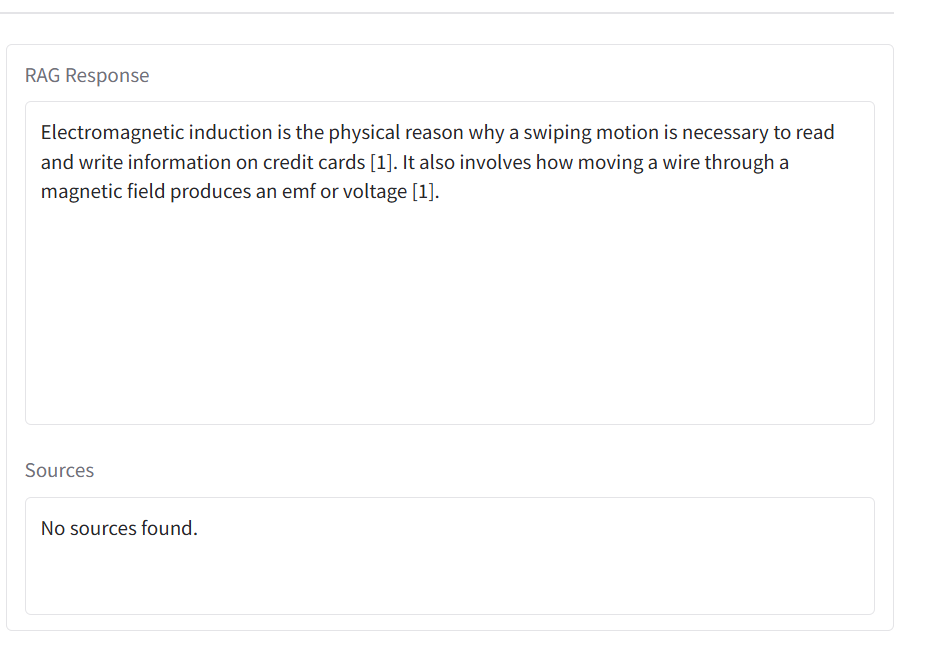 RAG Response
Electromagnetic induction is the physical reason why a swiping motion is necessary to read
and write information on credit cards [1]. It also involves how moving a wire through a
magnetic field produces an emf or voltage [1].
Sources
No sources found.